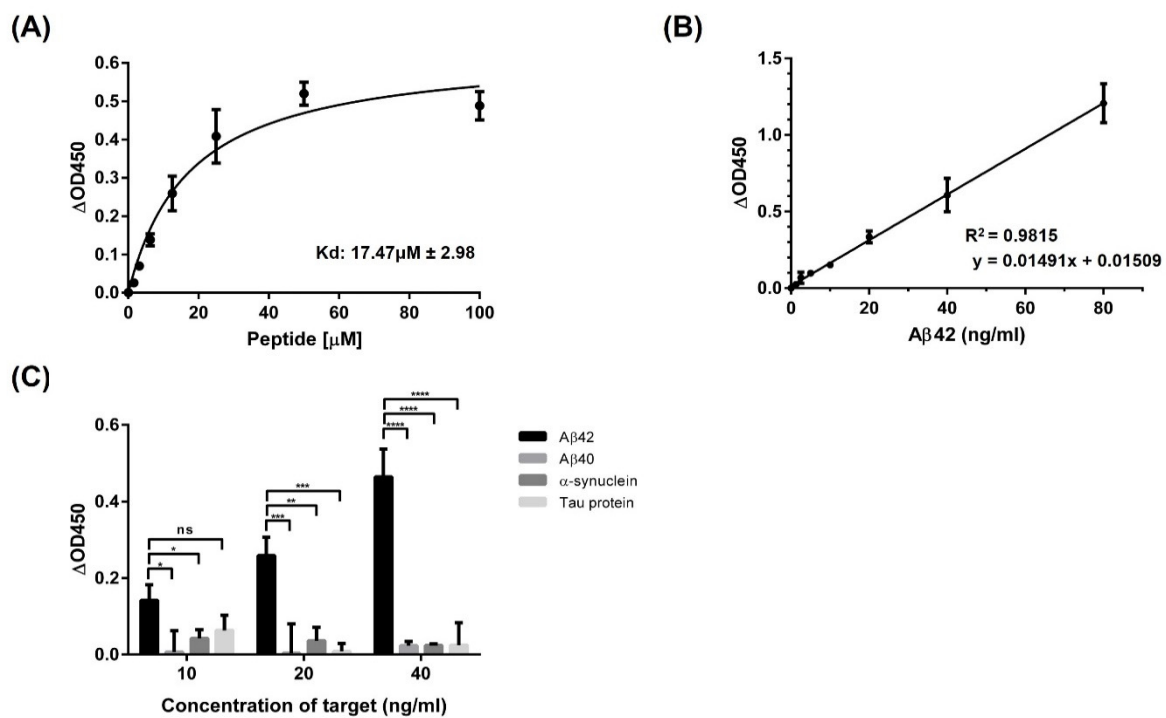 (A)
0.6
0.5
0.4
0.3
0.2
0.1
0.0
ΔOD450
Kd: 17.47μM ± 2.98
0 20 40 60 80 100
Peptide [μM]
(B)
1.5
1.0
0.5
0.0
ΔOD450
R² = 0.9815
y = 0.01491x + 0.01509
0 20 40 60 80
Aβ42 (ng/ml)
(C)
0.6
0.4
0.2
0.0
ΔOD450
ns
*
*
***
**
***
****
****
****
Aβ42
Aβ40
α-synuclein
Tau protein
10 20 40
Concentration of target (ng/ml)